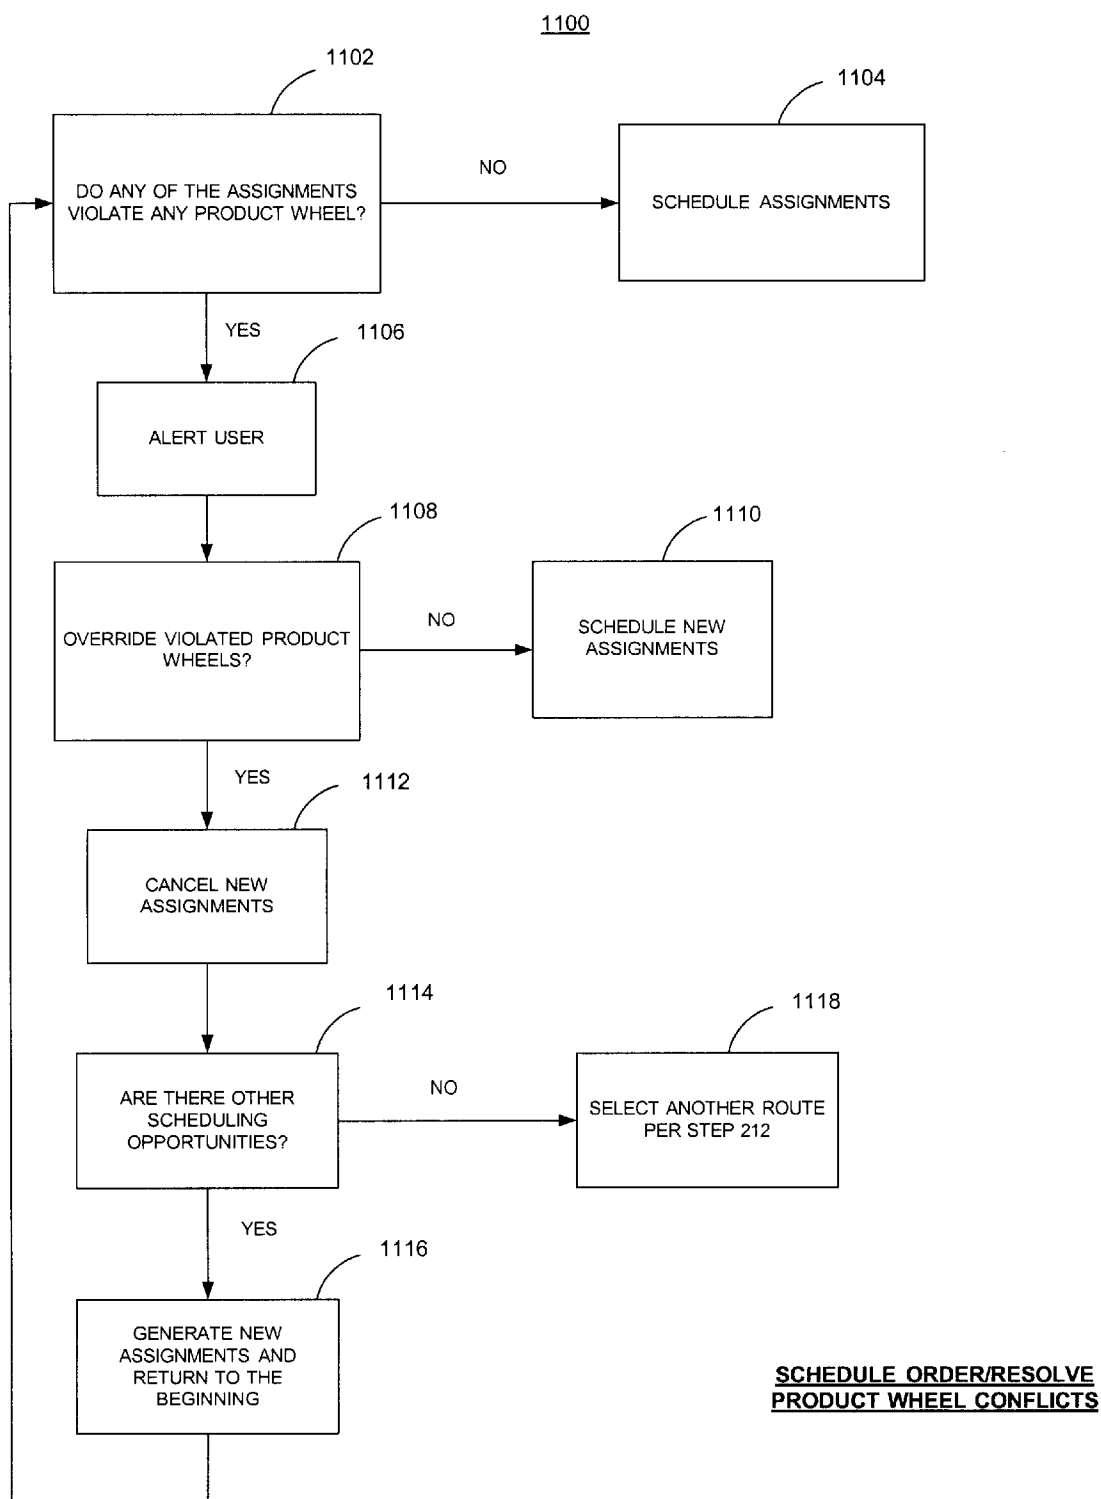 1100
1102
1104
DO ANY OF THE ASSIGNMENTS
VIOLATE ANY PRODUCT WHEEL?
NO
SCHEDULE ASSIGNMENTS
YES
1106
ALERT USER
1108
1110
OVERRIDE VIOLATED PRODUCT
WHEELS?
NO
SCHEDULE NEW
ASSIGNMENTS
YES
1112
CANCEL NEW
ASSIGNMENTS
1114
1118
ARE THERE OTHER
SCHEDULING
OPPORTUNITIES?
NO
SELECT ANOTHER ROUTE
PER STEP 212
YES
1116
GENERATE NEW
ASSIGNMENTS AND
RETURN TO THE
BEGINNING
SCHEDULE ORDER/RESOLVE
PRODUCT WHEEL CONFLICTS